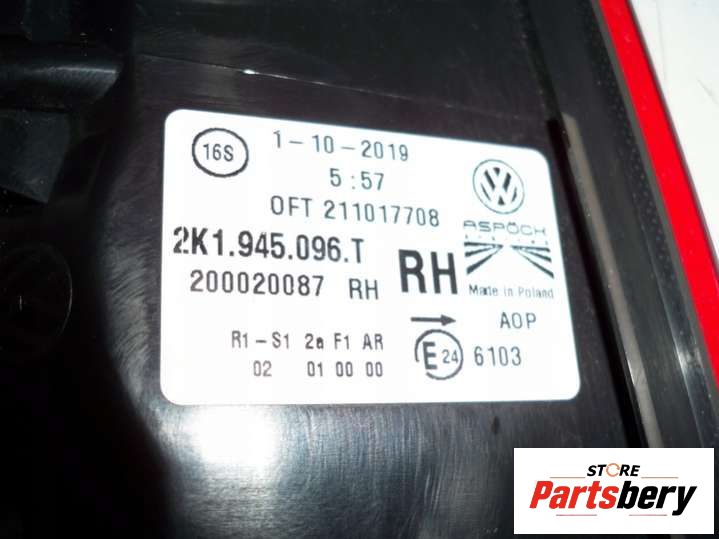 16S
1-10-2019
5:57
OFT 211017708
ASPÖCK
2K1.945.096.T
RH
200020087 RH
Made in Poland
AOP
R1-S1 2a F1 AR
02 01 00 00
E 24
6103
STORE
Partsbery